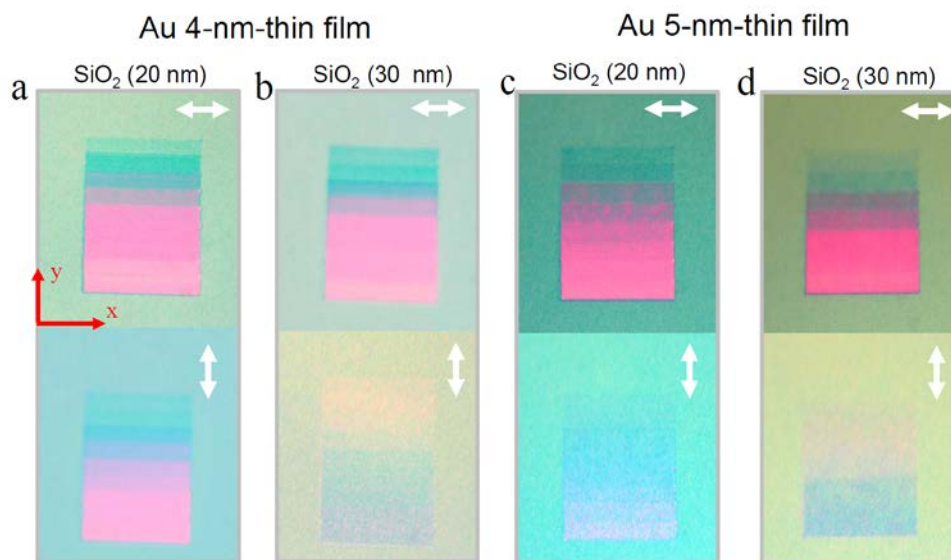 Au 4-nm-thin film
Au 5-nm-thin film
a
SiO₂ (20 nm)
b
SiO₂ (30 nm)
c
SiO₂ (20 nm)
d
SiO₂ (30 nm)
y
x